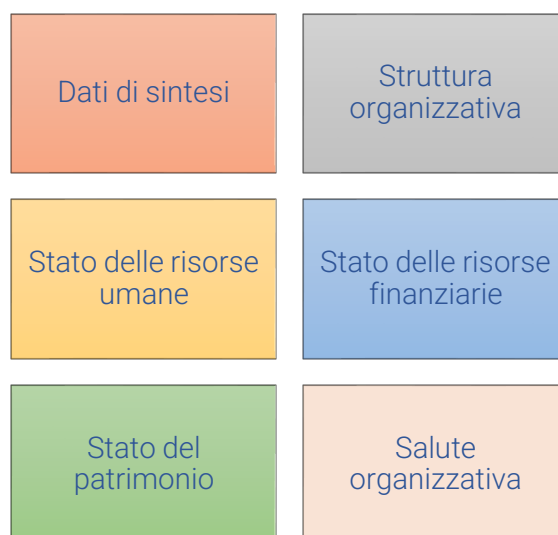 Dati di sintesi
Struttura
organizzativa
Stato delle risorse
umane
Stato delle risorse
finanziarie
Stato del
patrimonio
Salute
organizzativa